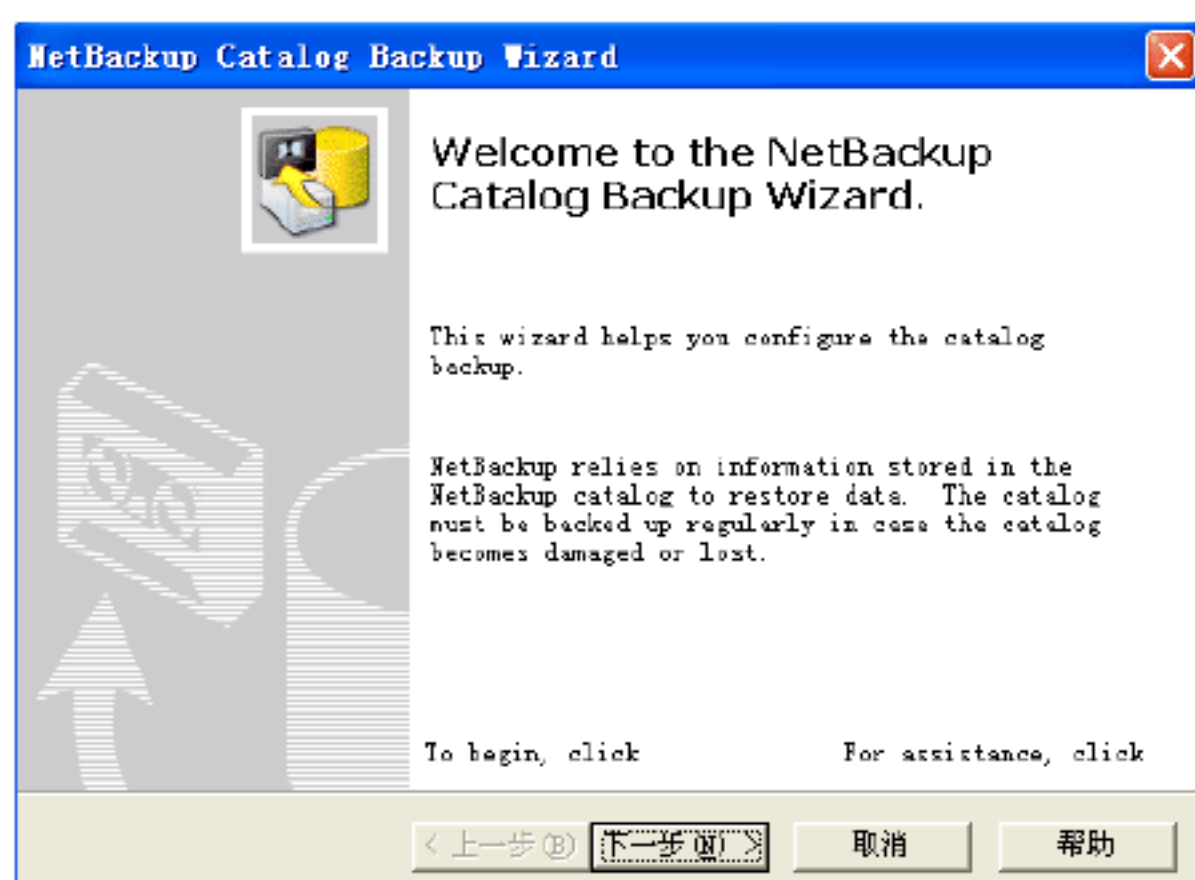 NetBackup Catalog Backup Wizard
Welcome to the NetBackup
Catalog Backup Wizard.
This wizard helps you configure the catalog
backup.
NetBackup relies on information stored in the
NetBackup catalog to restore data. The catalog
must be backed up regularly in case the catalog
becomes damaged or lost.
To begin, click For assistance, click
< 上一步(B) 下一步(N) > 取消 帮助